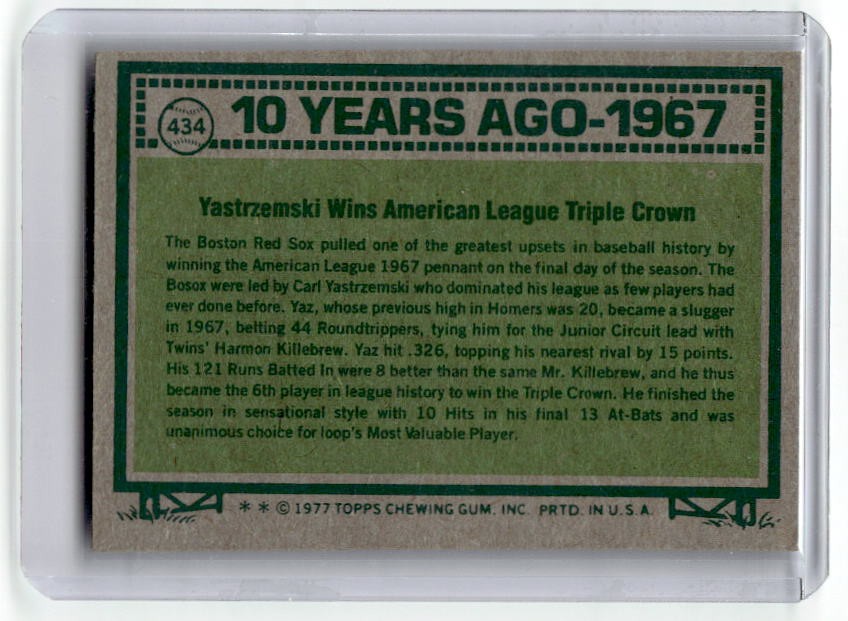 434
10 YEARS AGO-1967
Yastrzemski Wins American League Triple Crown
The Boston Red Sox pulled one of the greatest upsets in baseball history by
winning the American League 1967 pennant on the final day of the season. The
Bosox were led by Carl Yastrzemski who dominated his league as few players had
ever done before. Yaz, whose previous high in Homers was 20, became a slugger
in 1967, belting 44 Roundtrippers, tying him for the Junior Circuit lead with
Twins' Harmon Killebrew. Yaz hit .326, topping his nearest rival by 15 points.
His 121 Runs Batted In were 8 better than the same Mr. Killebrew, and he thus
became the 6th player in league history to win the Triple Crown. He finished the
season in sensational style with 10 Hits in his final 13 At-Bats and was
unanimous choice for loop's Most Valuable Player.
* * © 1977 TOPPS CHEWING GUM, INC. PRTD. IN U.S.A.